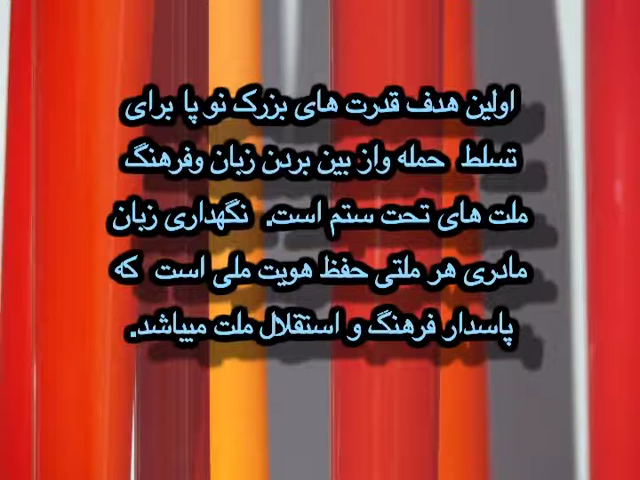 اولین هدف قدرت های بزرک نو پا برای
تسلط حمله واز بین بردن زبان وفرهنگ
ملت های تحت ستم است. نگهداری زبان
مادری هر ملتی حفظ هویت ملی است که
پاسدار فرهنگ و استقلال ملت میباشد.